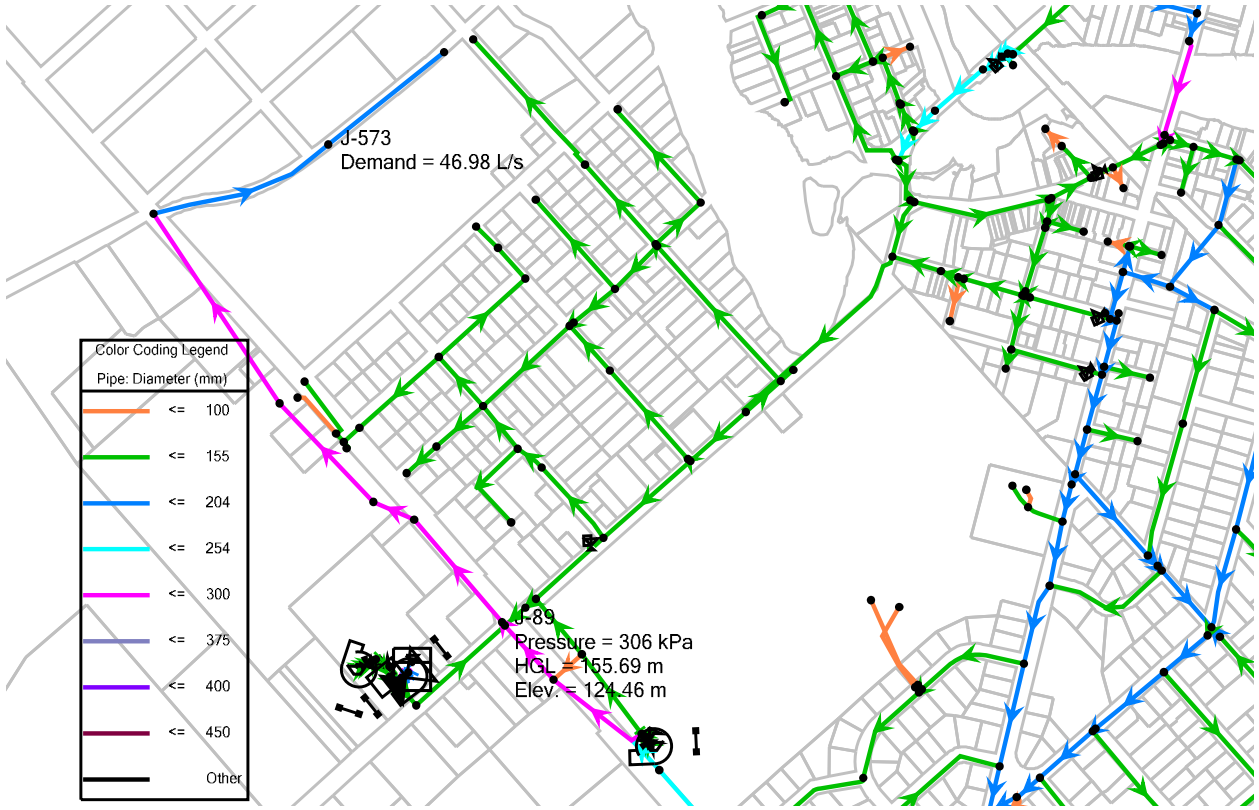 J-573
Demand = 46.98 L/s
Color Coding Legend
Pipe: Diameter (mm)
<= 100
<= 155
<= 204
<= 254
<= 300
<= 375
<= 400
<= 450
Other
J-89
Pressure = 306 kPa
HGL = 155.69 m
Elev. = 124.46 m